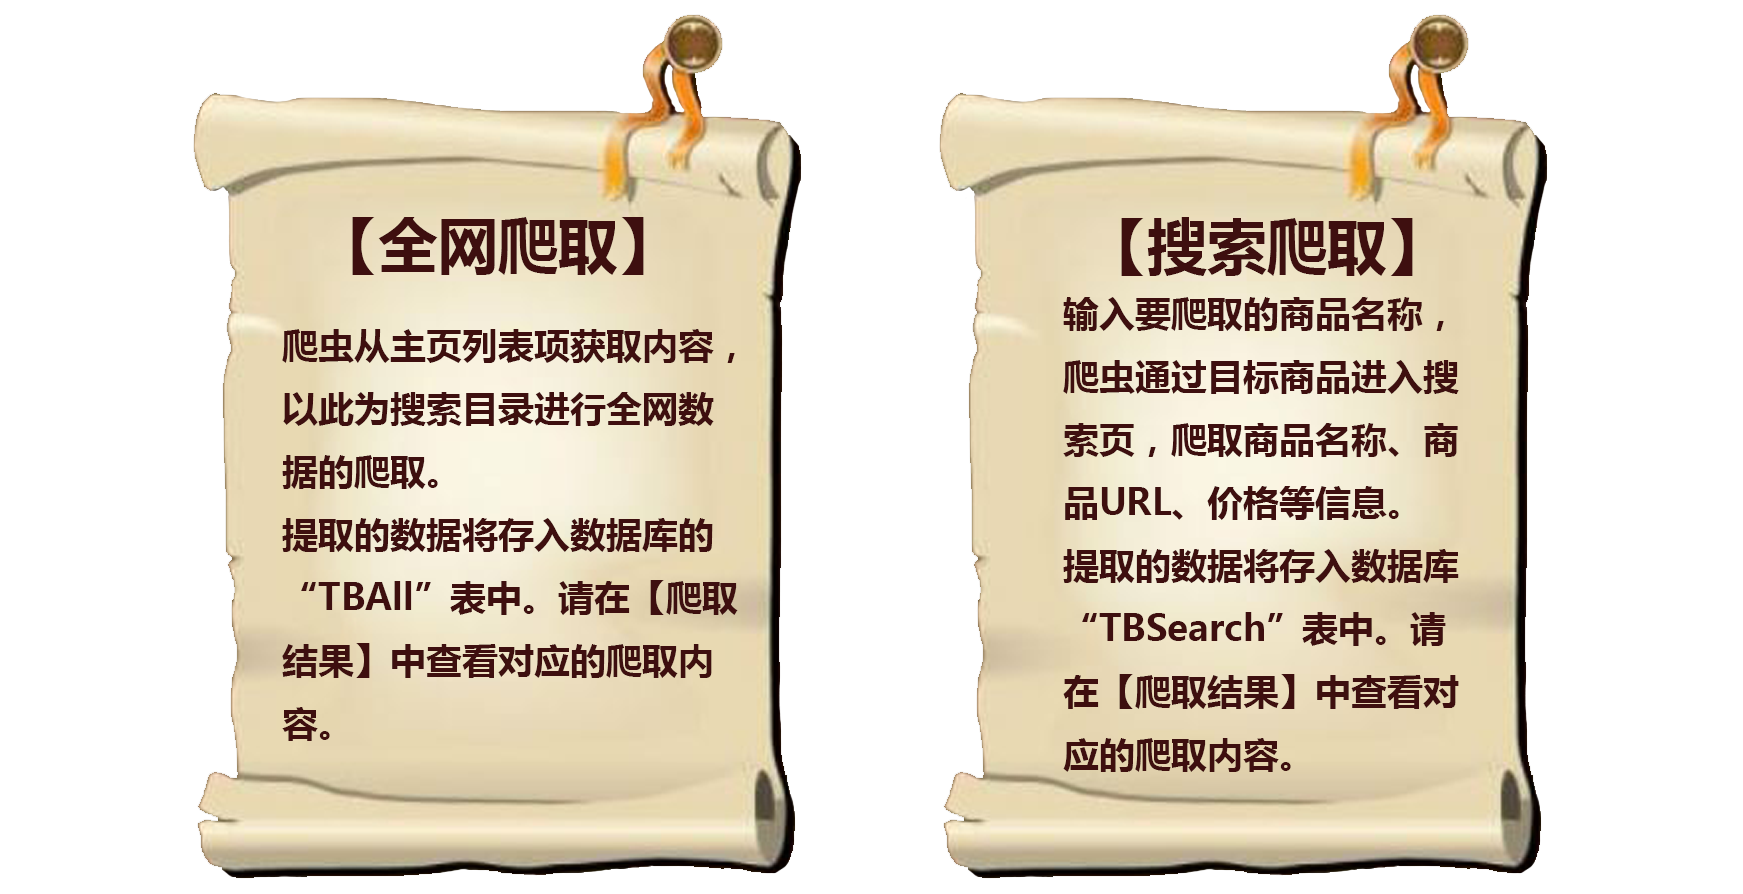 【全网爬取】
爬虫从主页列表项获取内容，
以此为搜索目录进行全网数
据的爬取。
提取的数据将存入数据库的
“TBAll”表中。请在【爬取
结果】中查看对应的爬取内
容。
【搜索爬取】
输入要爬取的商品名称，
爬虫通过目标商品进入搜
索页，爬取商品名称、商
品URL、价格等信息。
提取的数据将存入数据库
“TBSearch”表中。请
在【爬取结果】中查看对
应的爬取内容。